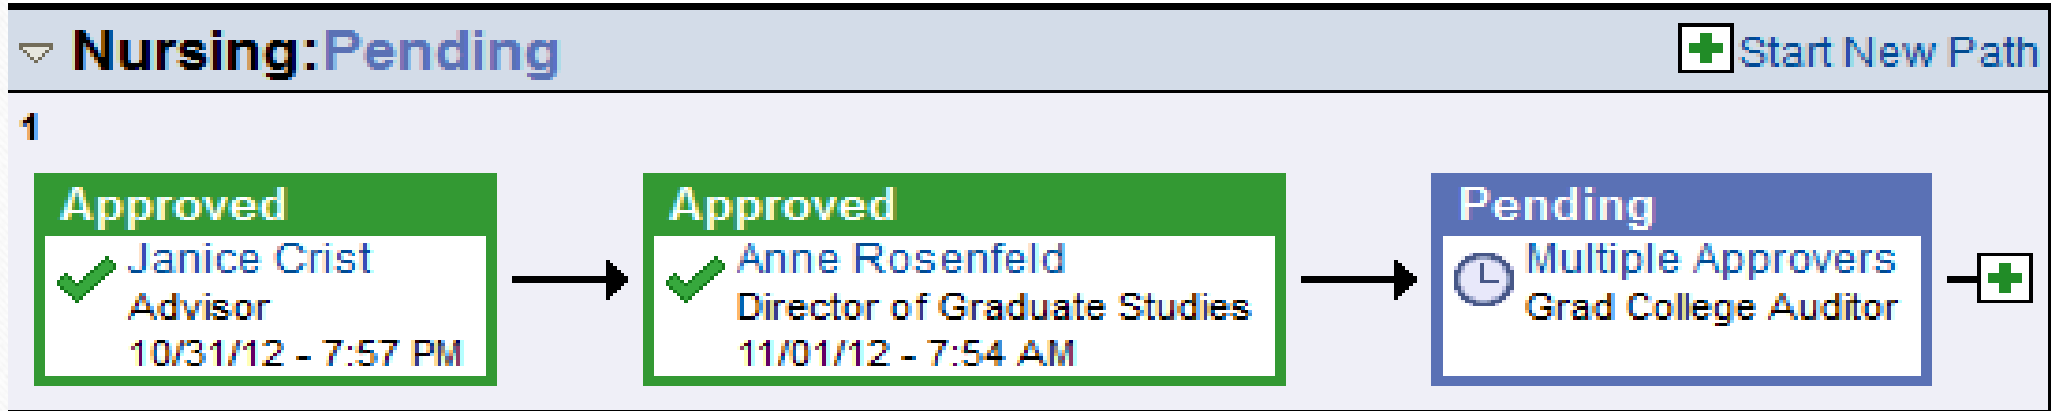 Nursing:Pending
Start New Path
1
Approved
Janice Crist
Advisor
10/31/12 - 7:57 PM
Approved
Anne Rosenfeld
Director of Graduate Studies
11/01/12 - 7:54 AM
Pending
Multiple Approvers
Grad College Auditor